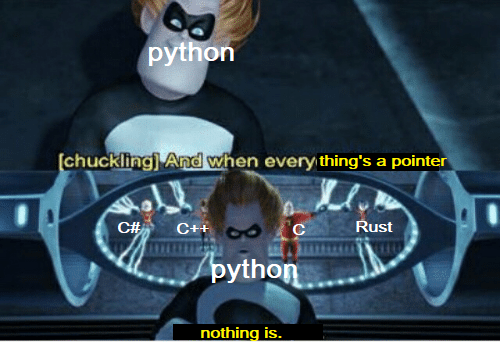 python
[chuckling] And when everything's a pointer
C# C++ C Rust
python
nothing is.